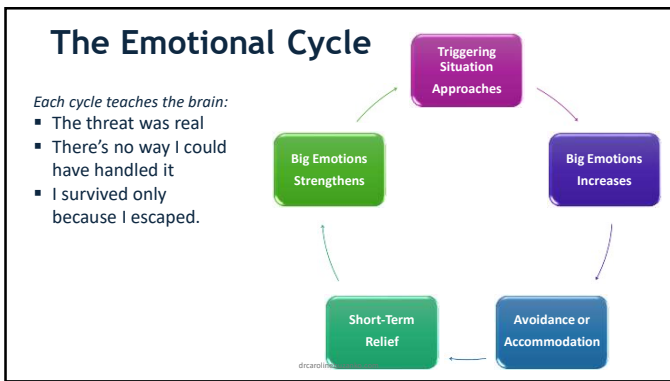 The Emotional Cycle
Each cycle teaches the brain:
▪ The threat was real
▪ There's no way I could
have handled it
▪ I survived only
because I escaped.
Triggering
Situation
Approaches
Big Emotions
Increases
Avoidance or
Accommodation
Short-Term
Relief
Big Emotions
Strengthens